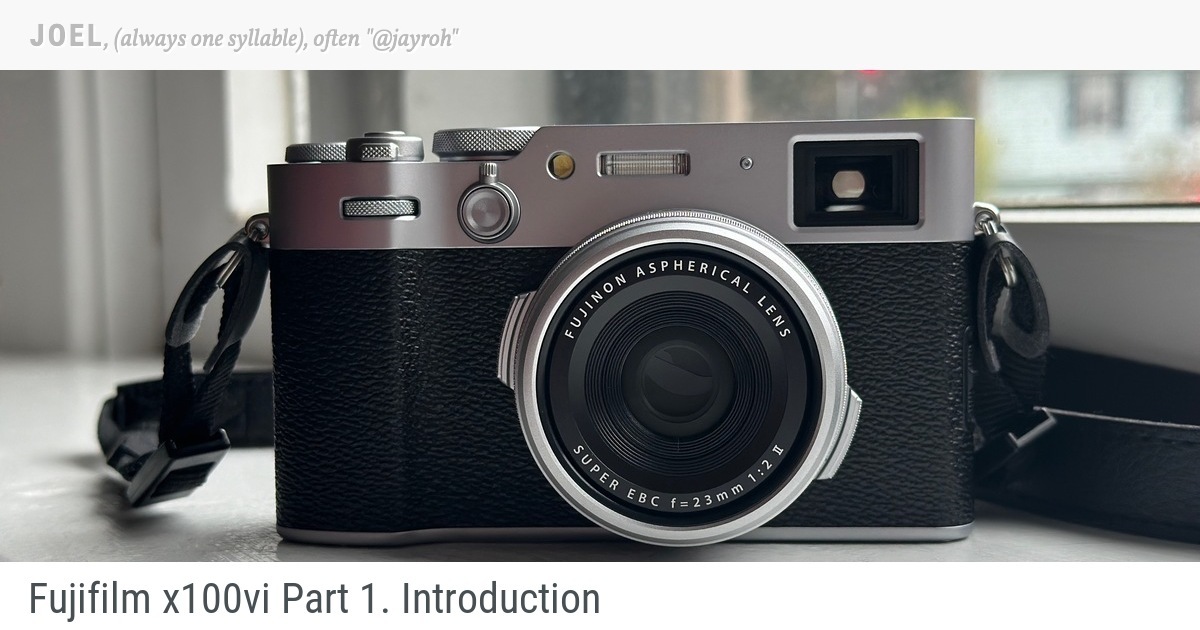 JOEL, (always one syllable), often "@jayroh"
FUJINON ASPHERICAL LENS
SUPER EBC f=23mm 1:2 II
Fujifilm x100vi Part 1. Introduction